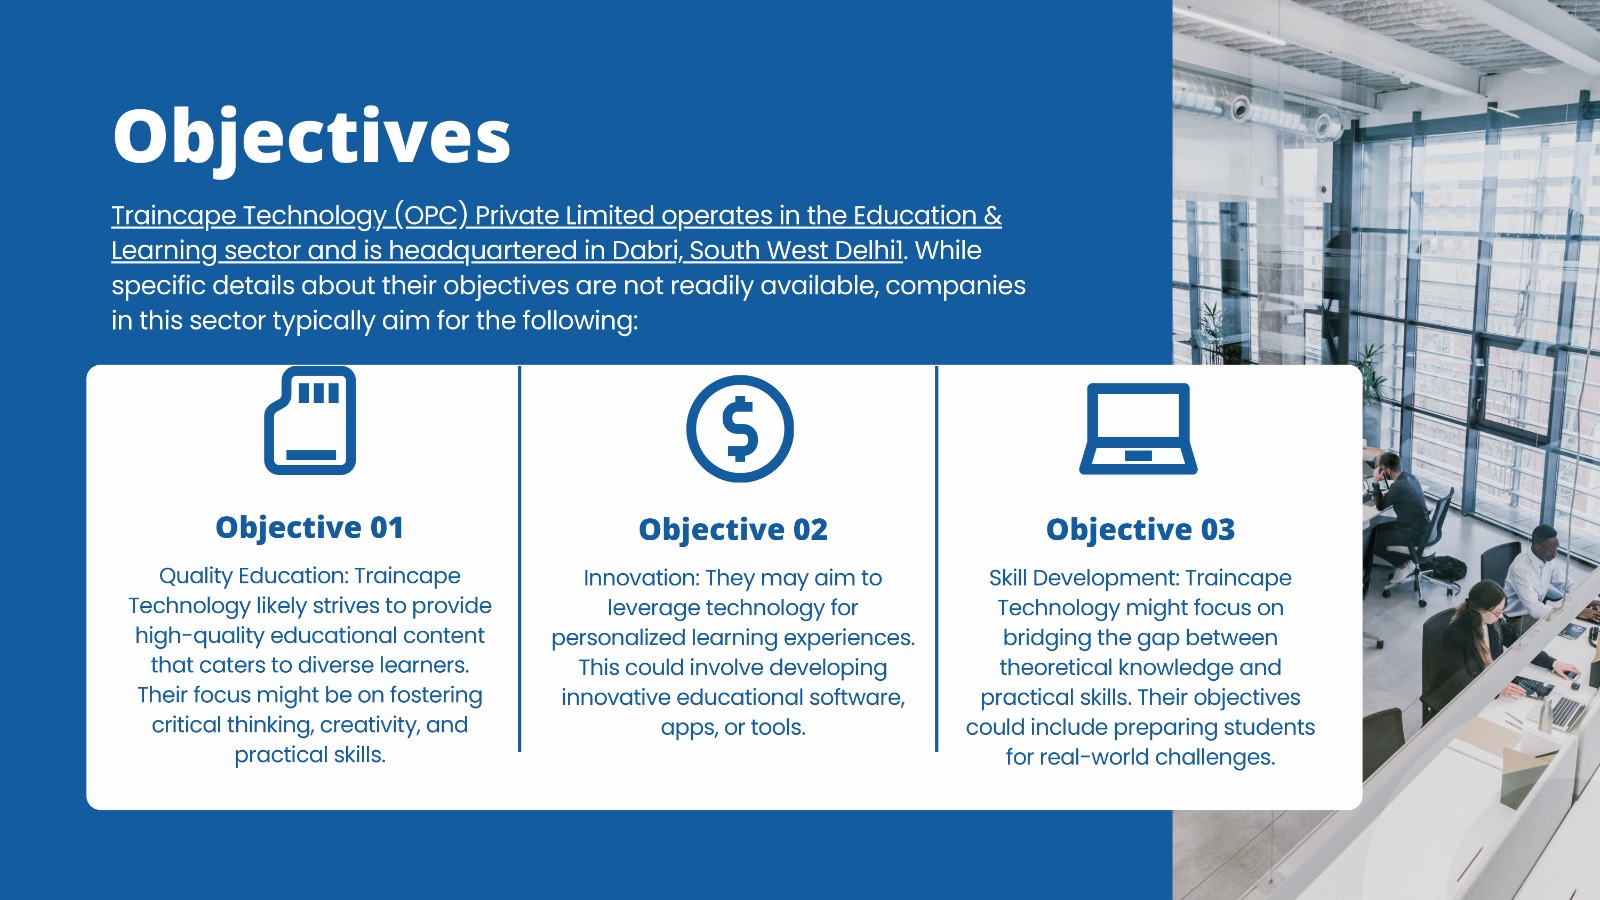 Objectives
Traincape Technology (OPC) Private Limited operates in the Education &
Learning sector and is headquartered in Dabri, South West Delhi1. While
specific details about their objectives are not readily available, companies
in this sector typically aim for the following:
Objective 01
Quality Education: Traincape
Technology likely strives to provide
high-quality educational content
that caters to diverse learners.
Their focus might be on fostering
critical thinking, creativity, and
practical skills.
Objective 02
Innovation: They may aim to
leverage technology for
personalized learning experiences.
This could involve developing
innovative educational software,
apps, or tools.
Objective 03
Skill Development: Traincape
Technology might focus on
bridging the gap between
theoretical knowledge and
practical skills. Their objectives
could include preparing students
for real-world challenges.